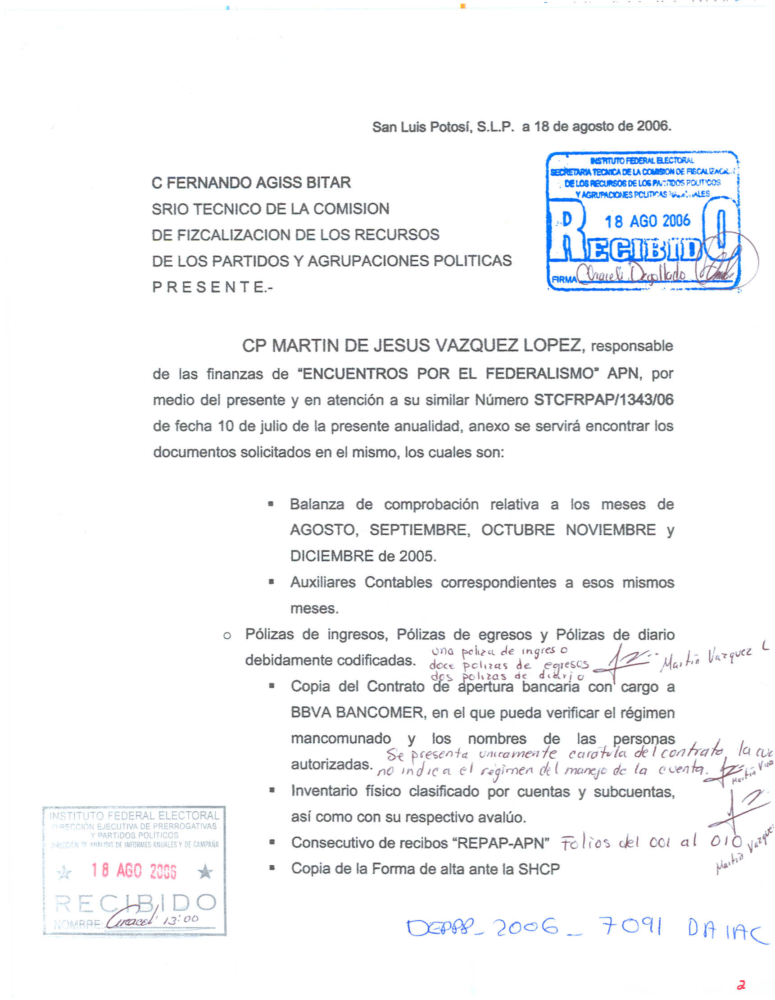 San Luis Potosí, S.L.P. a 18 de agosto de 2006.
INSTITUTO FEDERAL ELECTORAL
SECRETARIA TECNICA DE LA COMISION DE FISCALIZACION
DE LOS RECURSOS DE LOS PARTIDOS POLITICOS
Y AGRUPACIONES POLITICAS NACIONALES
18 AGO 2006
RECIBIDO
FIRMA Araceli Degollado
C FERNANDO AGISS BITAR
SRIO TECNICO DE LA COMISION
DE FIZCALIZACION DE LOS RECURSOS
DE LOS PARTIDOS Y AGRUPACIONES POLITICAS
P R E S E N T E.-
CP MARTIN DE JESUS VAZQUEZ LOPEZ, responsable
de las finanzas de “ENCUENTROS POR EL FEDERALISMO” APN, por
medio del presente y en atención a su similar Número STCFRPAP/1343/06
de fecha 10 de julio de la presente anualidad, anexo se servirá encontrar los
documentos solicitados en el mismo, los cuales son:
▪ Balanza de comprobación relativa a los meses de
AGOSTO, SEPTIEMBRE, OCTUBRE NOVIEMBRE y
DICIEMBRE de 2005.
▪ Auxiliares Contables correspondientes a esos mismos
meses.
o Pólizas de ingresos, Pólizas de egresos y Pólizas de diario
debidamente codificadas.
una poliza de ingreso
doce polizas de egresos
dos polizas de diario
Martin Vazquez L
▪ Copia del Contrato de apertura bancaria con cargo a
BBVA BANCOMER, en el que pueda verificar el régimen
mancomunado y los nombres de las personas
autorizadas.
Se presenta unicamente caratula del contrato, la cu
no indica el régimen del manejo de la cuenta.
Martin Vaz
▪ Inventario físico clasificado por cuentas y subcuentas,
así como con su respectivo avalúo.
▪ Consecutivo de recibos “REPAP-APN” Folios del 001 al 010
Martin Vazquez
▪ Copia de la Forma de alta ante la SHCP
INSTITUTO FEDERAL ELECTORAL
DIRECCIÓN EJECUTIVA DE PRERROGATIVAS
Y PARTIDOS POLÍTICOS
DIRECCIÓN DE ANÁLISIS DE INFORMES ANUALES Y DE CAMPAÑA
18 AGO 2006
RECIBIDO
NOMBRE: Araceli 13:00
DEPPP_2006_7091 DAIAC
2